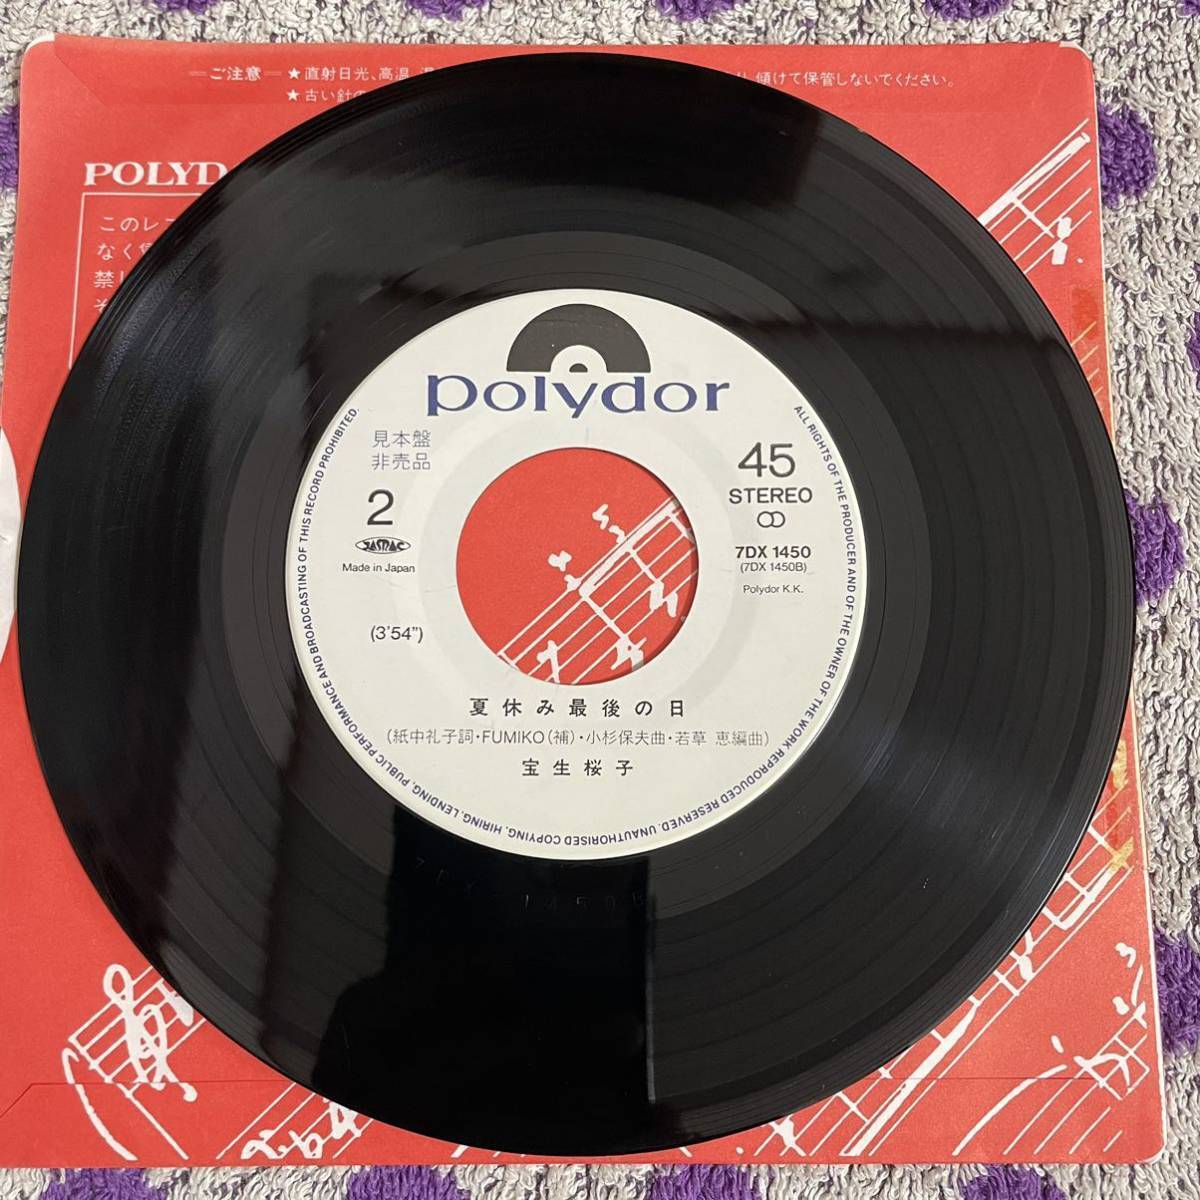 ご注意 ★直射日光、高温、 傾けて保管しないでください。
★古い針の
POLYD
このレコ
なく
禁
polydor
見本盤
非売品
2
JASRAC
Made in Japan
(3'54")
45
STEREO
7DX 1450
(7DX 1450B)
Polydor K.K.
夏休み最後の日
(紙中礼子詞・FUMIKO(補)・小杉保夫曲・若草 恵編曲)
宝生桜子
ALL RIGHTS OF THE PRODUCER AND OF THE OWNER OF THE WORK REPRODUCED RESERVED. UNAUTHORISED COPYING, HIRING, LENDING, PUBLIC PERFORMANCE AND BROADCASTING OF THIS RECORD PROHIBITED.
7DX 1450B